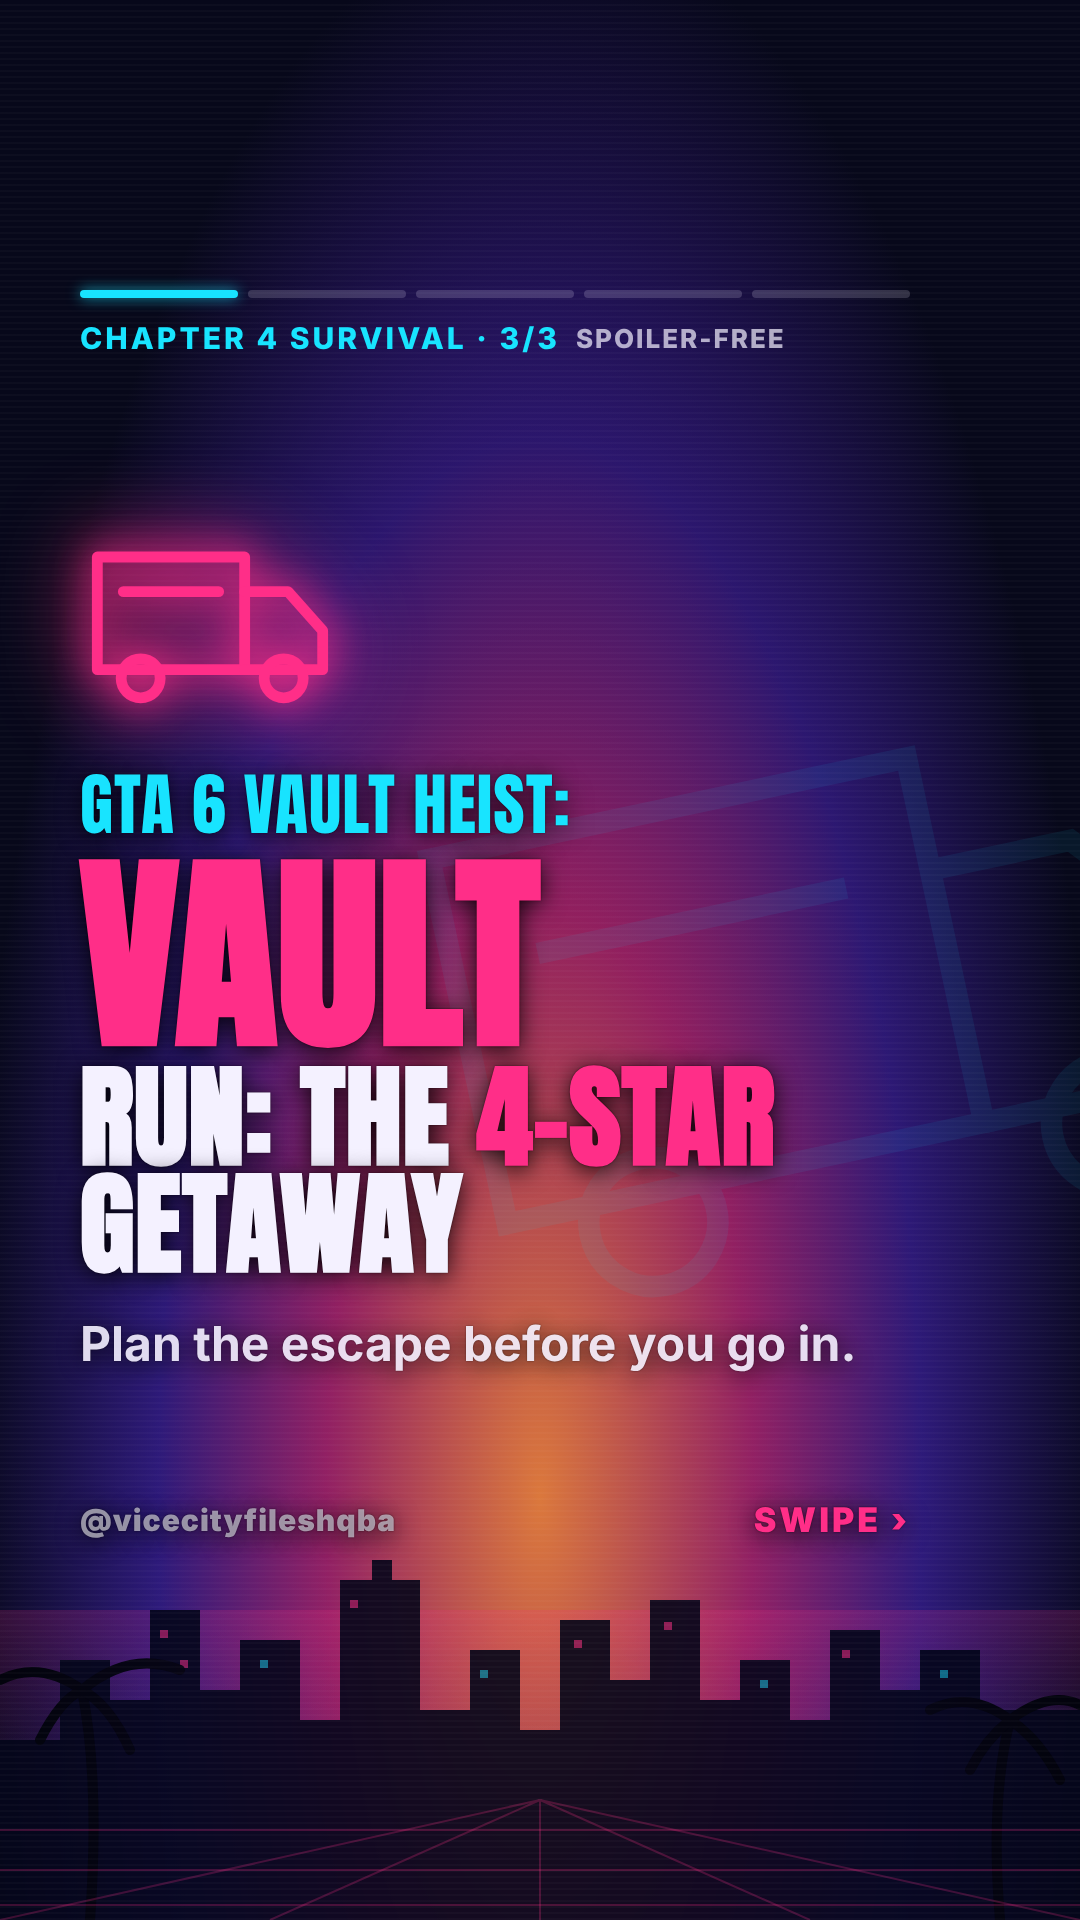 CHAPTER 4 SURVIVAL · 3/3 SPOILER-FREE
GTA 6 VAULT HEIST:
VAULT
RUN: THE 4-STAR
GETAWAY
Plan the escape before you go in.
@vicecityfileshqba
SWIPE ›